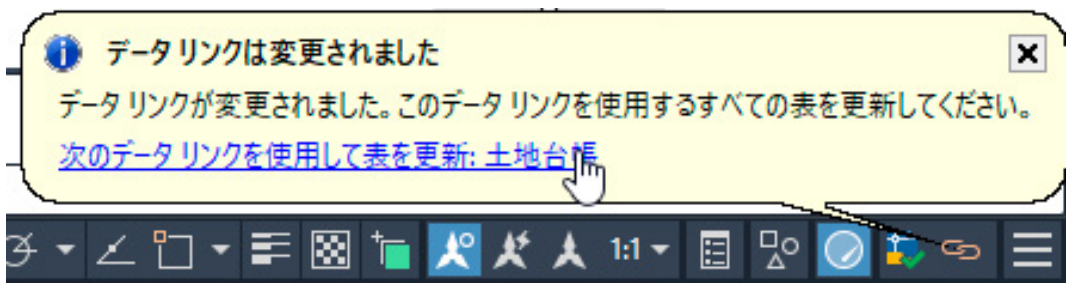 データ リンクは変更されました
データ リンクが変更されました。このデータ リンクを使用するすべての表を更新してください。
次のデータ リンクを使用して表を更新: 土地台帳
1:1